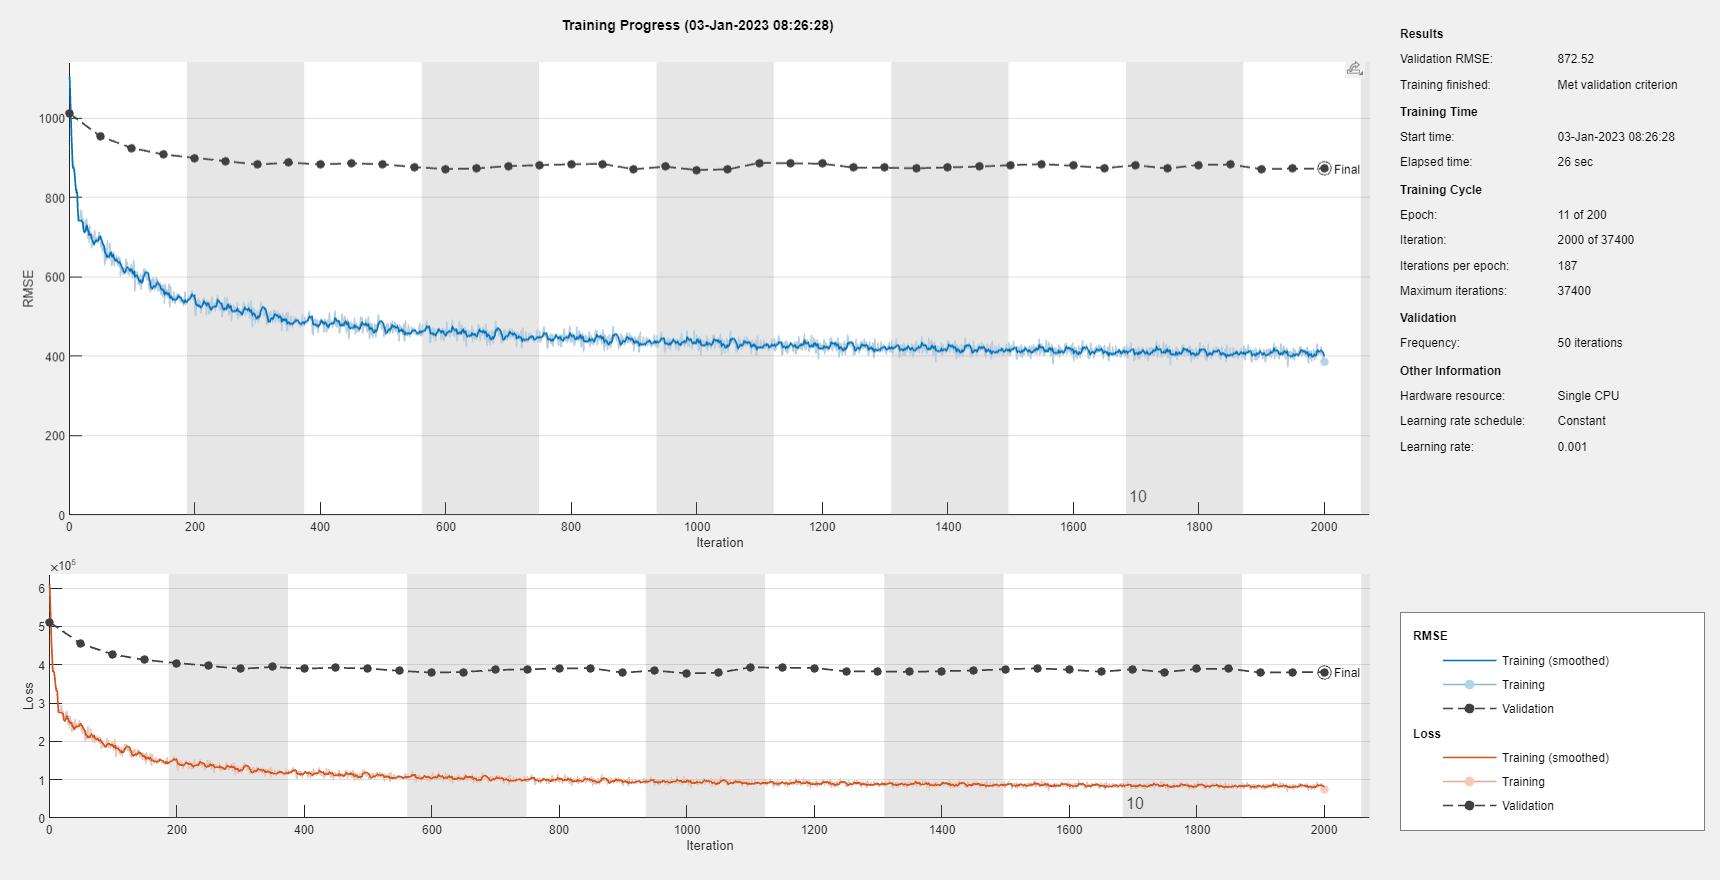 Training Progress (03-Jan-2023 08:26:28)
RMSE
1000
800
600
400
200
0
Final
10
0 200 400 600 800 1000 1200 1400 1600 1800 2000
Iteration
×10⁵
Loss
6
5
4
3
2
1
0
Final
10
0 200 400 600 800 1000 1200 1400 1600 1800 2000
Iteration
Results
Validation RMSE: 872.52
Training finished: Met validation criterion
Training Time
Start time: 03-Jan-2023 08:26:28
Elapsed time: 26 sec
Training Cycle
Epoch: 11 of 200
Iteration: 2000 of 37400
Iterations per epoch: 187
Maximum iterations: 37400
Validation
Frequency: 50 iterations
Other Information
Hardware resource: Single CPU
Learning rate schedule: Constant
Learning rate: 0.001
RMSE
Training (smoothed)
Training
Validation
Loss
Training (smoothed)
Training
Validation